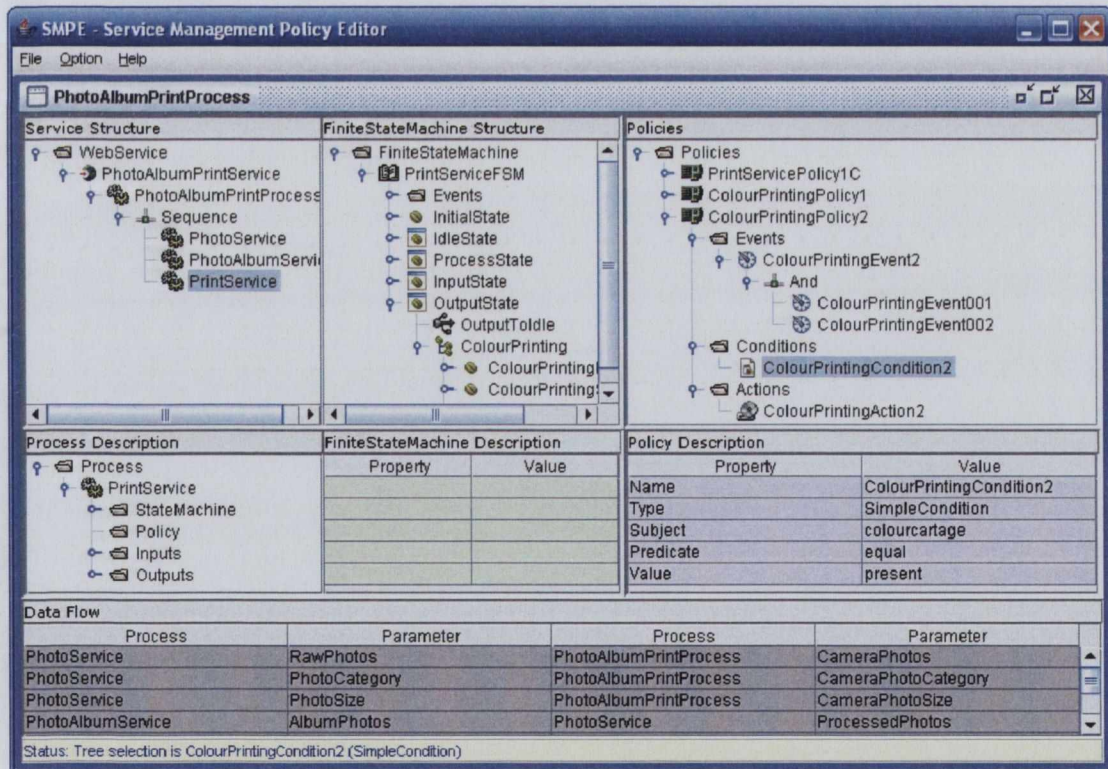 SMPE - Service Management Policy Editor
File Option Help
PhotoAlbumPrintProcess
Service Structure
WebService
PhotoAlbumPrintService
PhotoAlbumPrintProcess
Sequence
PhotoService
PhotoAlbumServi
PrintService
FiniteStateMachine Structure
FiniteStateMachine
PrintServiceFSM
Events
InitialState
IdleState
ProcessState
InputState
OutputState
OutputToIdle
ColourPrinting
ColourPrinting
ColourPrinting
Policies
Policies
PrintServicePolicy1C
ColourPrintingPolicy1
ColourPrintingPolicy2
Events
ColourPrintingEvent2
And
ColourPrintingEvent001
ColourPrintingEvent002
Conditions
ColourPrintingCondition2
Actions
ColourPrintingAction2
Process Description
Process
PrintService
StateMachine
Policy
Inputs
Outputs
FiniteStateMachine Description
Property Value
Policy Description
Property Value
Name ColourPrintingCondition2
Type SimpleCondition
Subject colourcartage
Predicate equal
Value present
Data Flow
Process Parameter Process Parameter
PhotoService RawPhotos PhotoAlbumPrintProcess CameraPhotos
PhotoService PhotoCategory PhotoAlbumPrintProcess CameraPhotoCategory
PhotoService PhotoSize PhotoAlbumPrintProcess CameraPhotoSize
PhotoAlbumService AlbumPhotos PhotoService ProcessedPhotos
Status: Tree selection is ColourPrintingCondition2 (SimpleCondition)